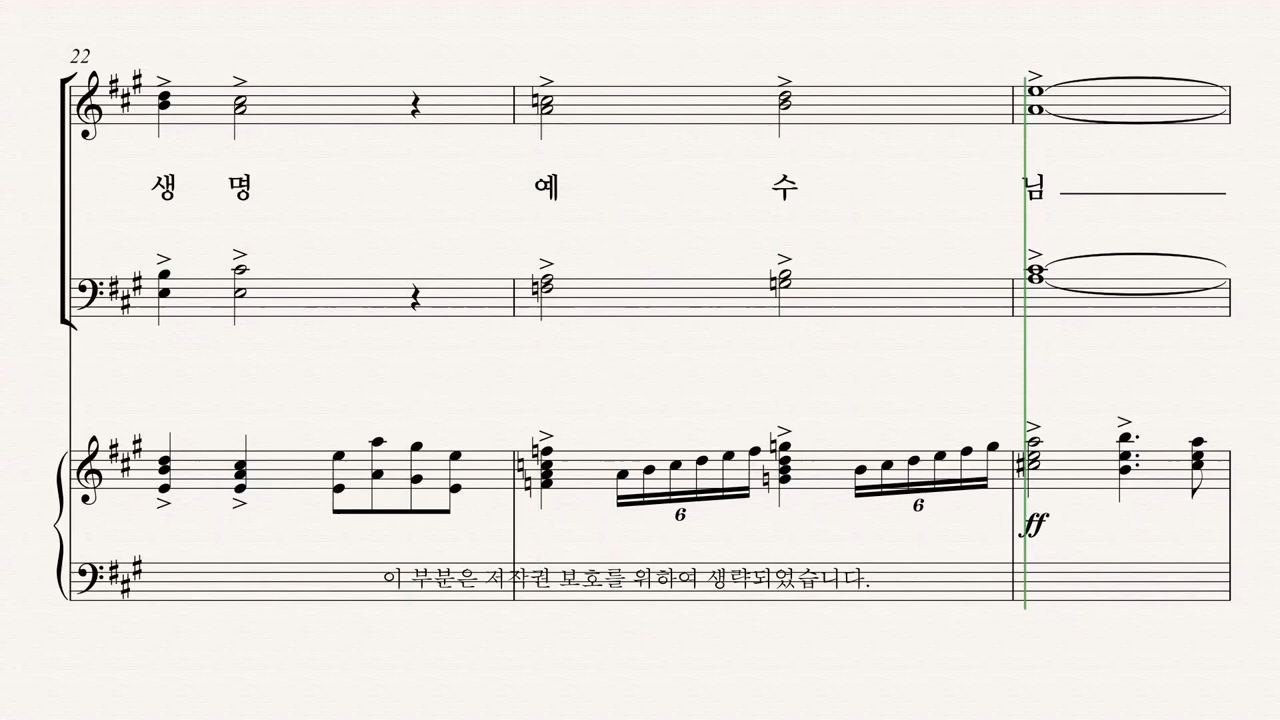 22
생 명 예 수 님
6 6
ff
이 부분은 저작권 보호를 위하여 생략되었습니다.